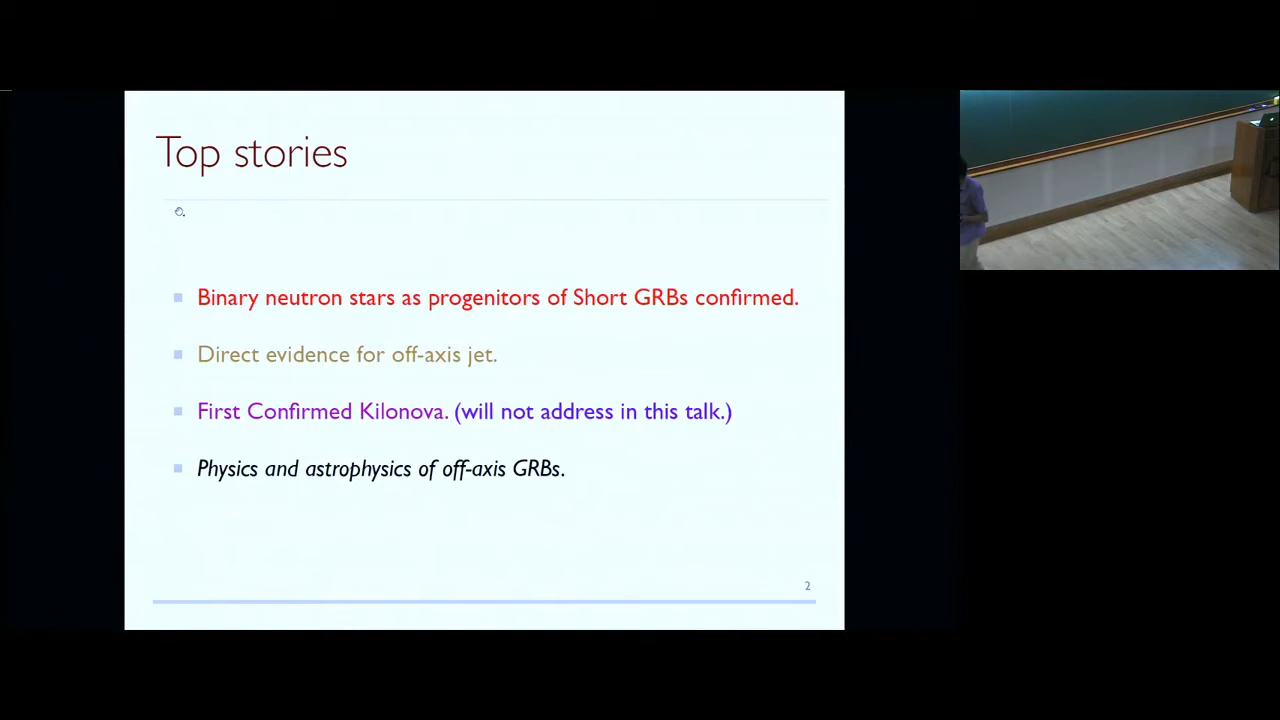 Top stories
Binary neutron stars as progenitors of Short GRBs confirmed.
Direct evidence for off-axis jet.
First Confirmed Kilonova. (will not address in this talk.)
Physics and astrophysics of off-axis GRBs.
2